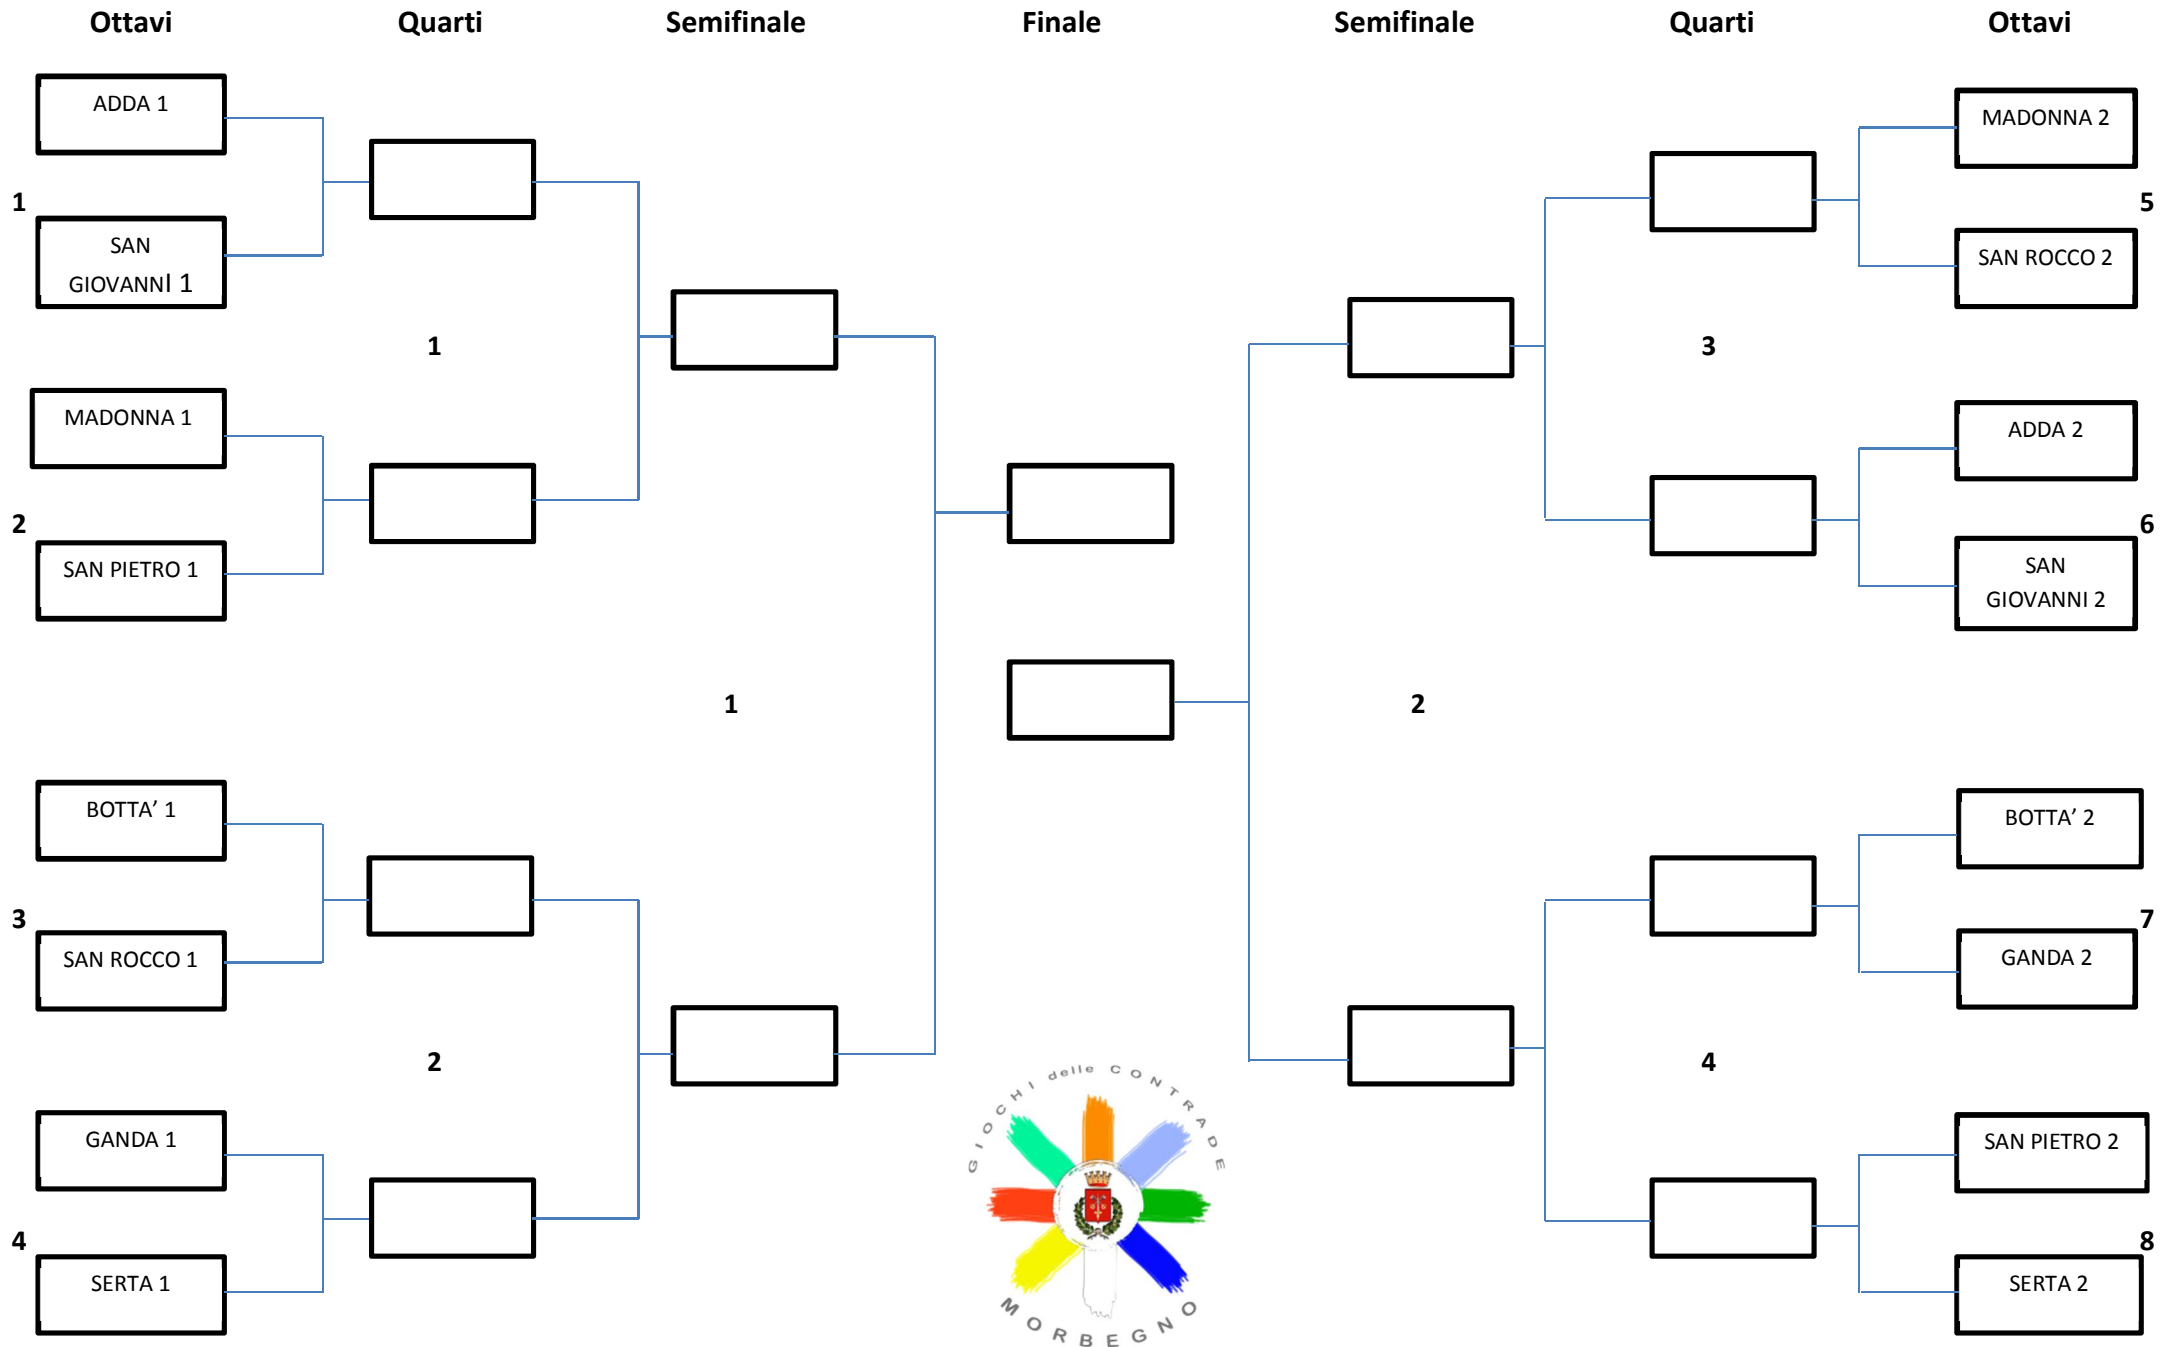 Ottavi
Quarti
Semifinale
Finale
Semifinale
Quarti
Ottavi
ADDA 1
1
SAN
GIOVANNI 1
1
MADONNA 1
2
SAN PIETRO 1
1
BOTTA’ 1
3
SAN ROCCO 1
2
GANDA 1
4
SERTA 1
MADONNA 2
5
SAN ROCCO 2
3
ADDA 2
6
SAN
GIOVANNI 2
2
BOTTA’ 2
7
GANDA 2
4
SAN PIETRO 2
8
SERTA 2
GIOCHI delle CONTRADE
MORBEGNO